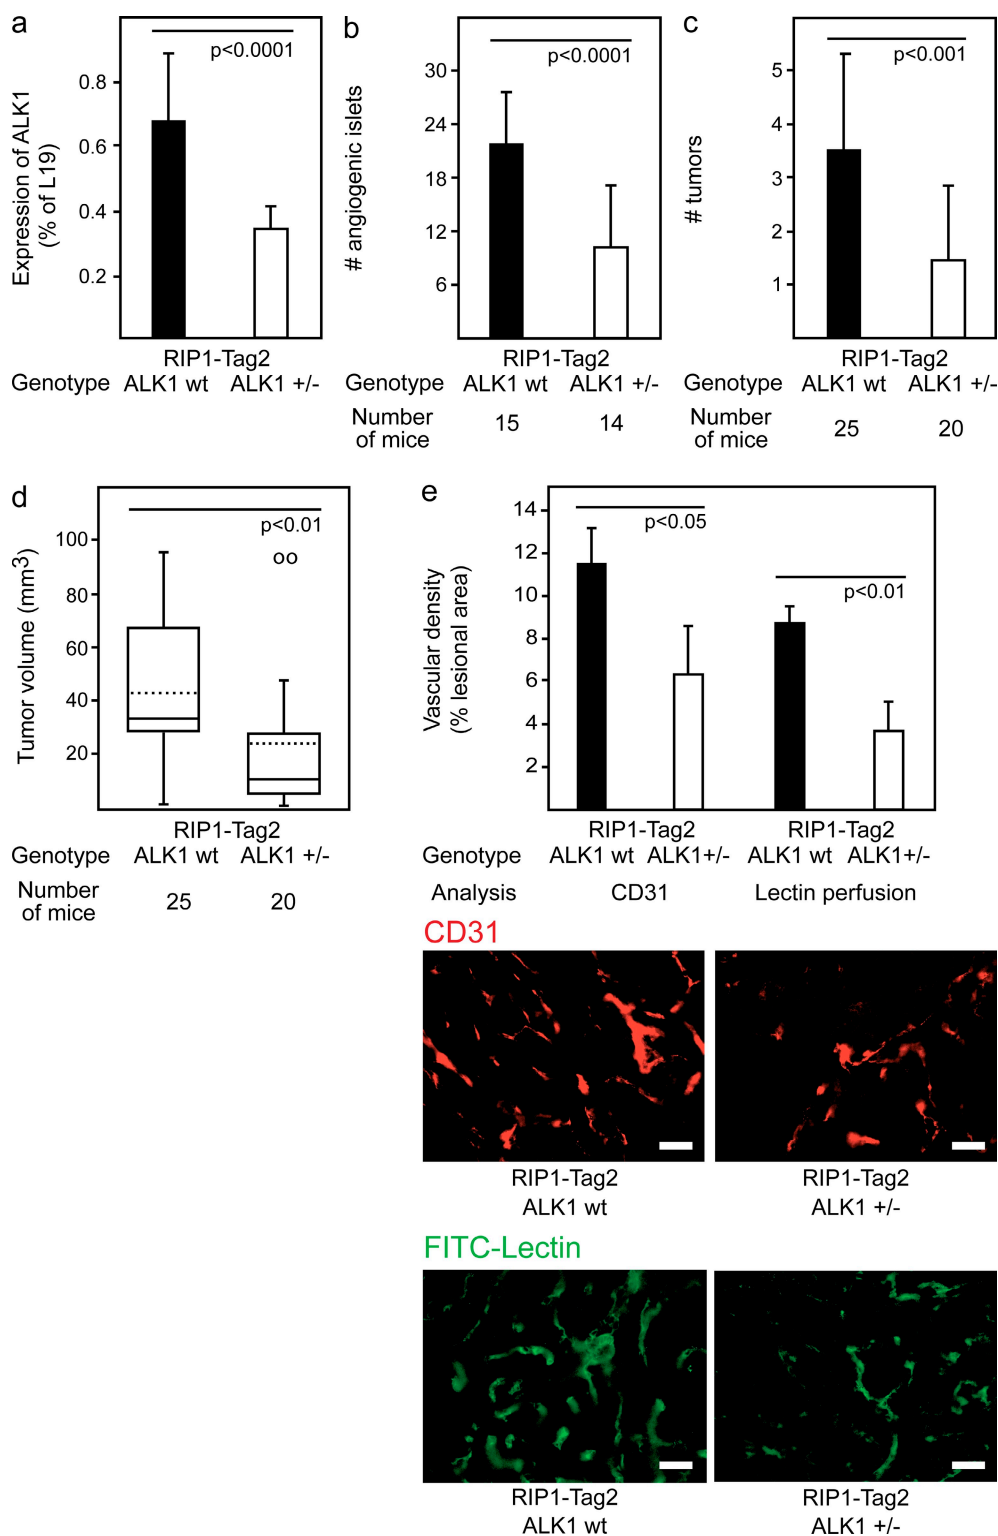 a
p<0.0001
Expression of ALK1
(% of L19)
0.8
0.6
0.4
0.2
RIP1-Tag2
Genotype ALK1 wt ALK1 +/-
b
p<0.0001
# angiogenic islets
30
24
18
12
6
RIP1-Tag2
Genotype ALK1 wt ALK1 +/-
Number of mice 15 14
c
p<0.001
# tumors
5
4
3
2
1
RIP1-Tag2
Genotype ALK1 wt ALK1 +/-
Number of mice 25 20
d
p<0.01
oo
Tumor volume (mm3)
100
80
60
40
20
RIP1-Tag2
Genotype ALK1 wt ALK1 +/-
Number of mice 25 20
e
p<0.05
p<0.01
Vascular density
(% lesional area)
14
12
10
8
6
4
2
RIP1-Tag2 RIP1-Tag2
Genotype ALK1 wt ALK1+/- ALK1 wt ALK1+/-
Analysis CD31 Lectin perfusion
CD31
RIP1-Tag2 RIP1-Tag2
ALK1 wt ALK1 +/-
FITC-Lectin
RIP1-Tag2 RIP1-Tag2
ALK1 wt ALK1 +/-